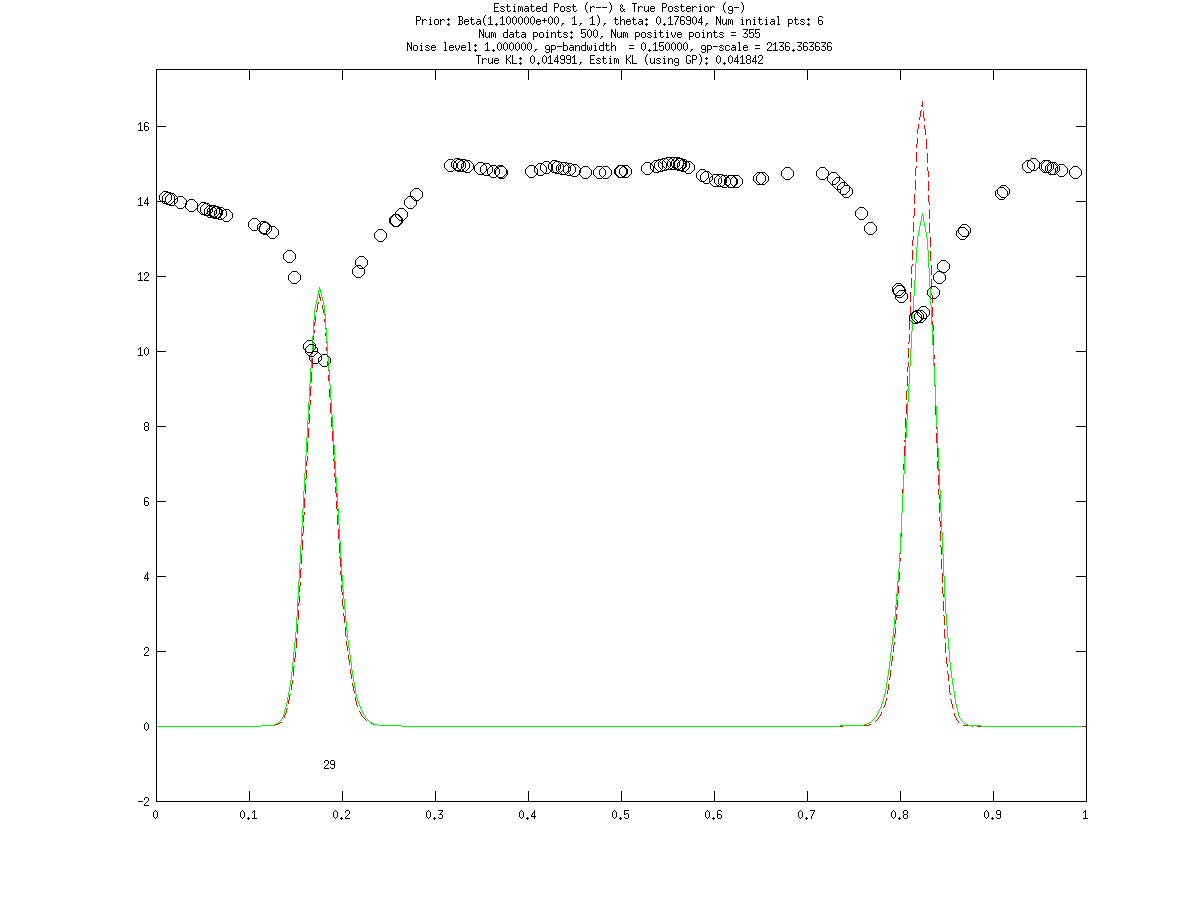 Estimated Post (r--) & True Posterior (g-)
Prior: Beta(1.100000e+00, 1, 1), theta: 0.176904, Num initial pts: 6
Num data points: 500, Num positive points = 355
Noise level: 1.000000, gp-bandwidth  = 0.150000, gp-scale = 2136.363636
True KL: 0.014991, Estim KL (using GP): 0.041842
16
14
12
10
8
6
4
2
0
29
-2
0 0.1 0.2 0.3 0.4 0.5 0.6 0.7 0.8 0.9 1